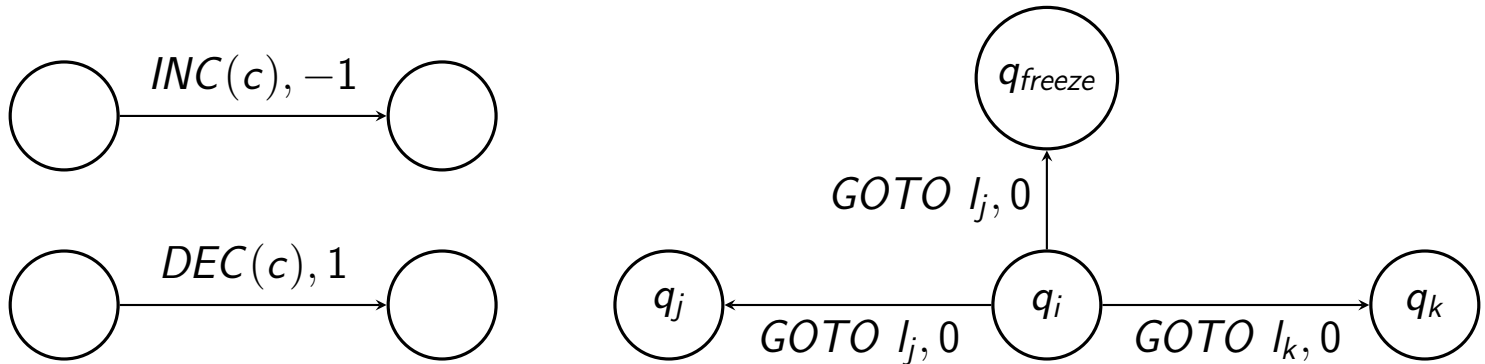 INC(c), −1
DEC(c), 1
q_freeze
GOTO l_j, 0
q_j
q_i
q_k
GOTO l_j, 0
GOTO l_k, 0